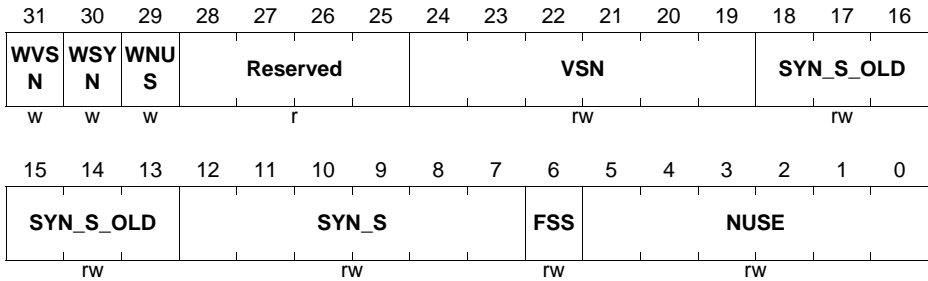 31 30 29 28 27 26 25 24 23 22 21 20 19 18 17 16
WVS WSY WNU Reserved VSN SYN_S_OLD
N N S
w w w r rw rw
15 14 13 12 11 10 9 8 7 6 5 4 3 2 1 0
SYN_S_OLD SYN_S FSS NUSE
rw rw rw rw